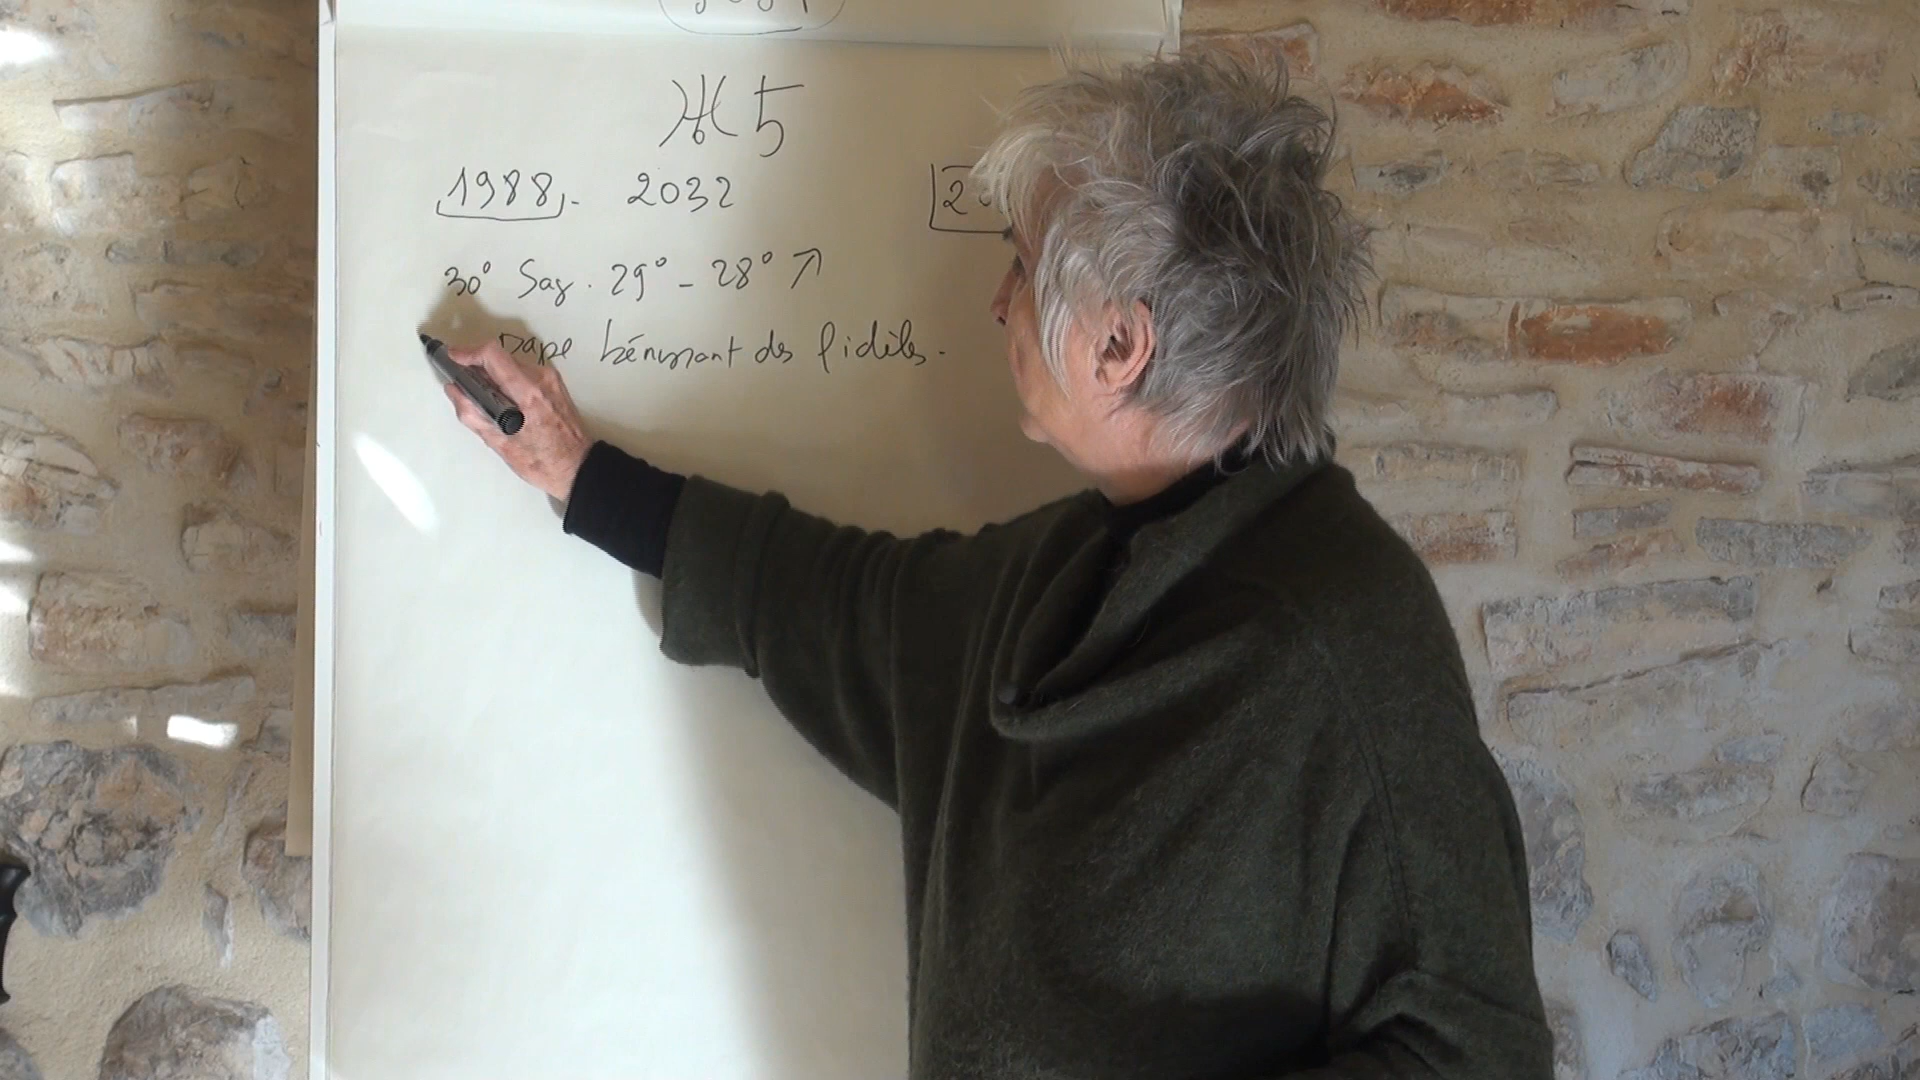 ♅ ♄
1988. 2032
30° Sag. 29° - 28° ↗
pape bénissant des fidèles.